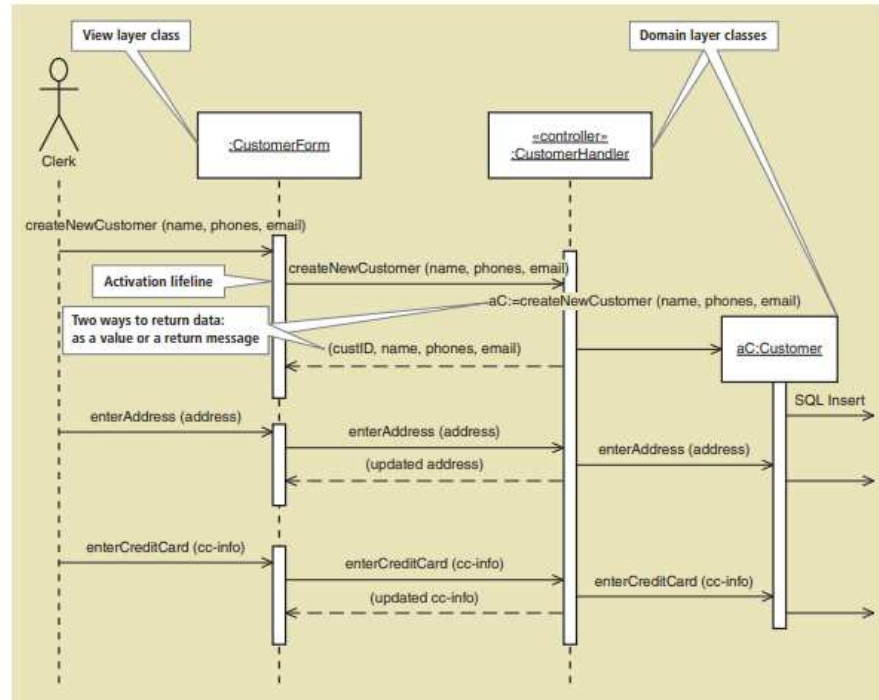 View layer class
Domain layer classes
:CustomerForm
«controller»
:CustomerHandler
Clerk
createNewCustomer (name, phones, email)
createNewCustomer (name, phones, email)
Activation lifeline
aC:=createNewCustomer (name, phones, email)
Two ways to return data:
as a value or a return message
(custID, name, phones, email)
aC:Customer
SQL Insert
enterAddress (address)
enterAddress (address)
enterAddress (address)
(updated address)
enterCreditCard (cc-info)
enterCreditCard (cc-info)
enterCreditCard (cc-info)
(updated cc-info)